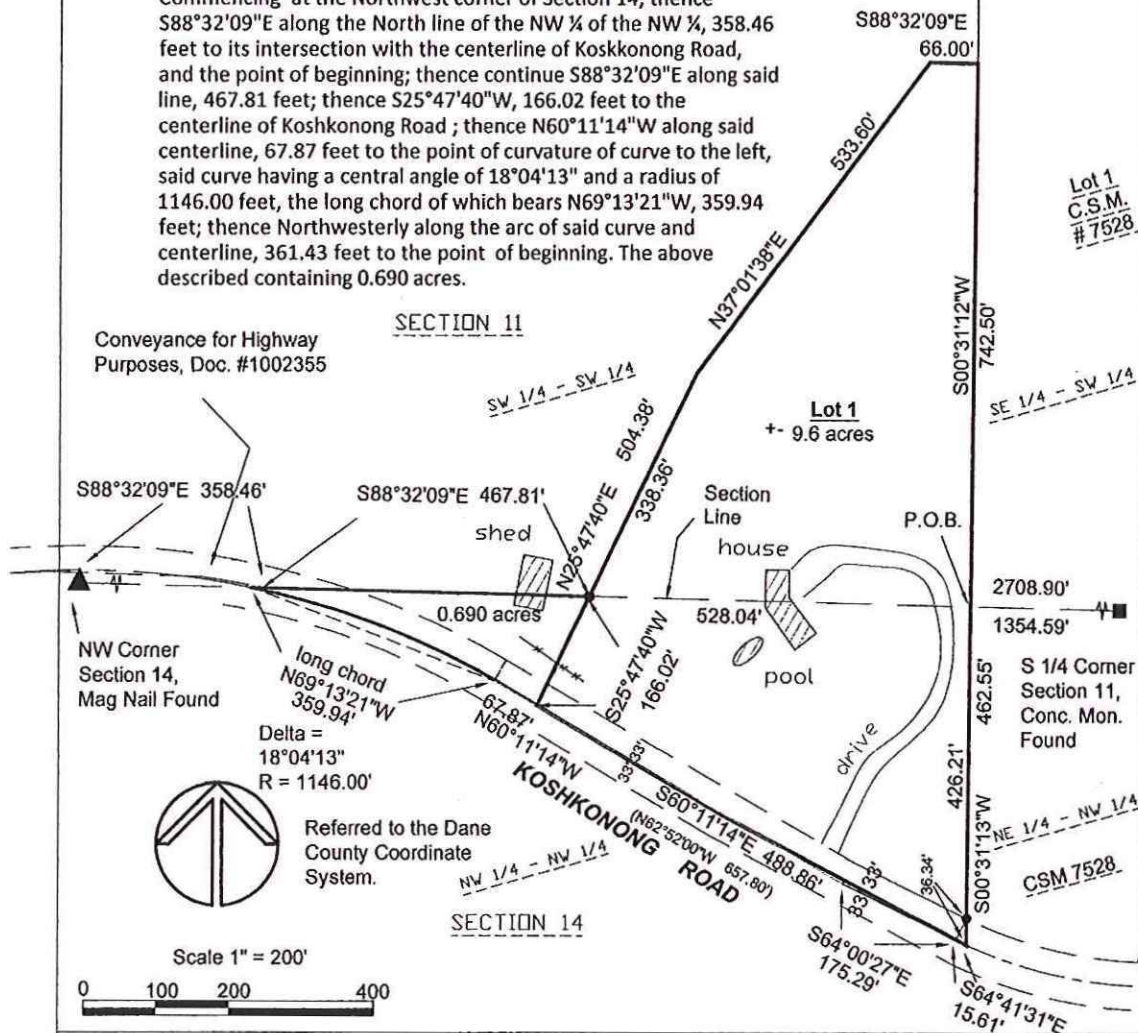 Commencing at the Northwest corner of Section 14; thence
S88°32'09"E along the North line of the NW ¼ of the NW ¼, 358.46
feet to its intersection with the centerline of Koskkonong Road,
and the point of beginning; thence continue S88°32'09"E along said
line, 467.81 feet; thence S25°47'40"W, 166.02 feet to the
centerline of Koshkonong Road ; thence N60°11'14"W along said
centerline, 67.87 feet to the point of curvature of curve to the left,
said curve having a central angle of 18°04'13" and a radius of
1146.00 feet, the long chord of which bears N69°13'21"W, 359.94
feet; thence Northwesterly along the arc of said curve and
centerline, 361.43 feet to the point of beginning. The above
described containing 0.690 acres.
S88°32'09"E
66.00'
533.60'
N37°01'38"E
Lot 1
C.S.M.
# 7528
S00°31'12"W
742.50'
SECTION 11
Conveyance for Highway
Purposes, Doc. #1002355
SW 1/4 - SW 1/4
SE 1/4 - SW 1/4
Lot 1
+- 9.6 acres
504.38'
338.36'
N25°47'40"E
S88°32'09"E 358.46'
S88°32'09"E 467.81'
shed
Section
Line
house
P.O.B.
0.690 acres
528.04'
2708.90'
1354.59'
pool
S25°47'40"W
166.02'
NW Corner
Section 14,
Mag Nail Found
long chord
N69°13'21"W
359.94'
S 1/4 Corner
Section 11,
Conc. Mon.
Found
462.55'
426.21'
S00°31'13"W
Delta =
18°04'13"
R = 1146.00'
67.87'
N60°11'14"W
33' 33'
drive
KOSHKONONG ROAD
S60°11'14"E 488.86'
(N62°52'00"W 657.80')
NE 1/4 - NW 1/4
CSM 7528
Referred to the Dane
County Coordinate
System.
NW 1/4 - NW 1/4
SECTION 14
33' 33'
36.34'
S64°00'27"E
175.29'
S64°41'31"E
15.61'
Scale 1" = 200'
0 100 200 400